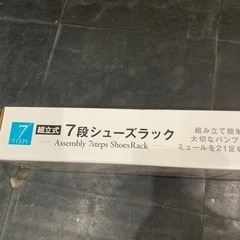 7
STEPS
組立式 7段シューズラック
Assembly 7steps ShoesRack
組み立て簡単
大切なパンプ
ミュールを21足収